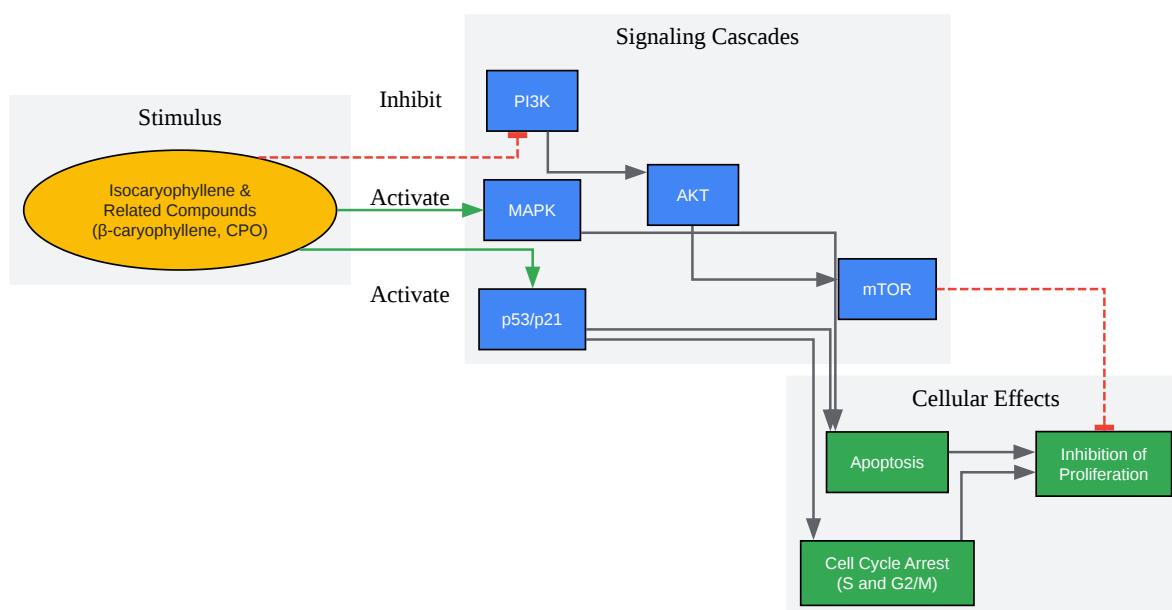 Signaling Cascades
Stimulus
Inhibit
PI3K
Isocaryophyllene &
Related Compounds
(β-caryophyllene, CPO)
Activate
MAPK
AKT
Activate
p53/p21
mTOR
Cellular Effects
Apoptosis
Inhibition of
Proliferation
Cell Cycle Arrest
(S and G2/M)